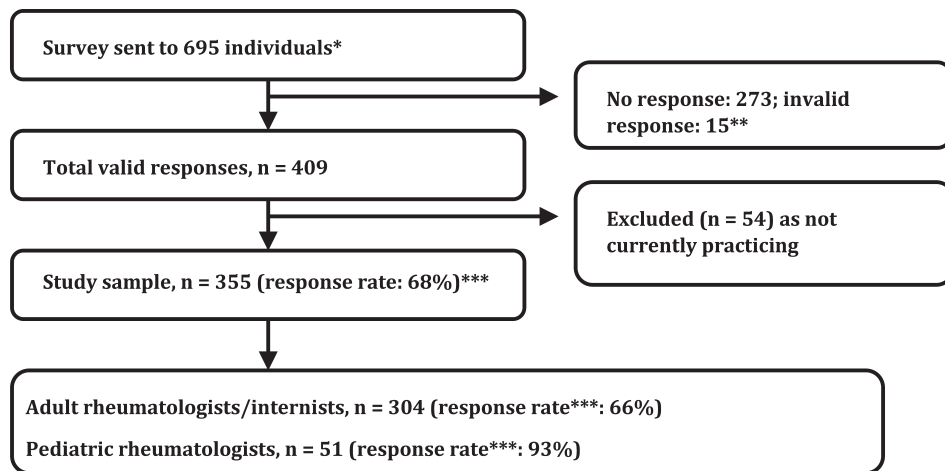 Survey sent to 695 individuals*
No response: 273; invalid
response: 15**
Total valid responses, n = 409
Excluded (n = 54) as not
currently practicing
Study sample, n = 355 (response rate: 68%)***
Adult rheumatologists/internists, n = 304 (response rate***: 66%)
Pediatric rheumatologists, n = 51 (response rate***: 93%)